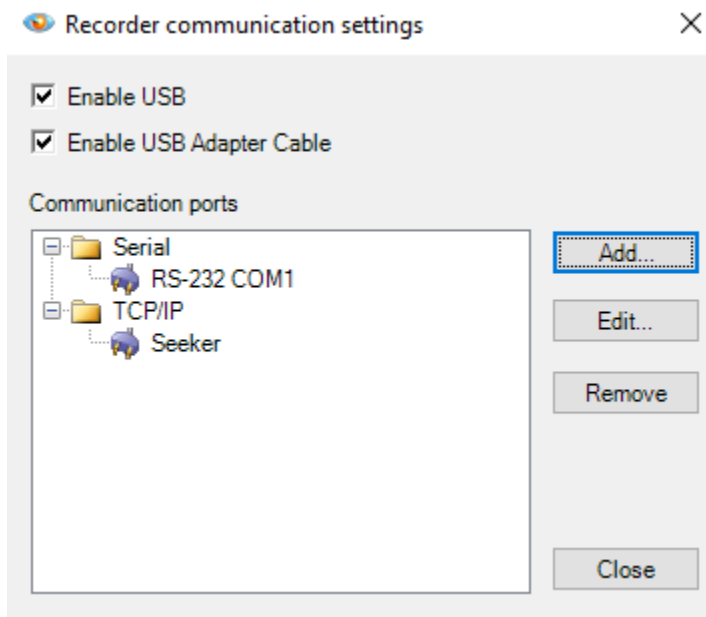 Recorder communication settings
Enable USB
Enable USB Adapter Cable
Communication ports
Serial
RS-232 COM1
TCP/IP
Seeker
Add...
Edit...
Remove
Close